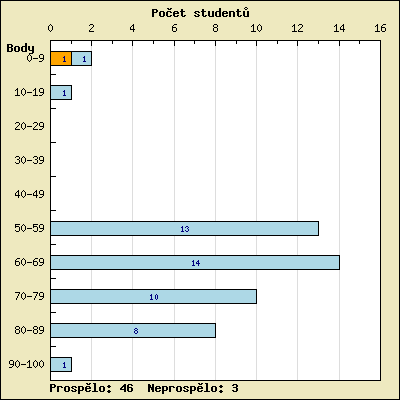 Počet studentů
0 2 4 6 8 10 12 14 16
Body
0-9 1 1
10-19 1
20-29
30-39
40-49
50-59 13
60-69 14
70-79 10
80-89 8
90-100 1
Prospělo: 46 Neprospělo: 3